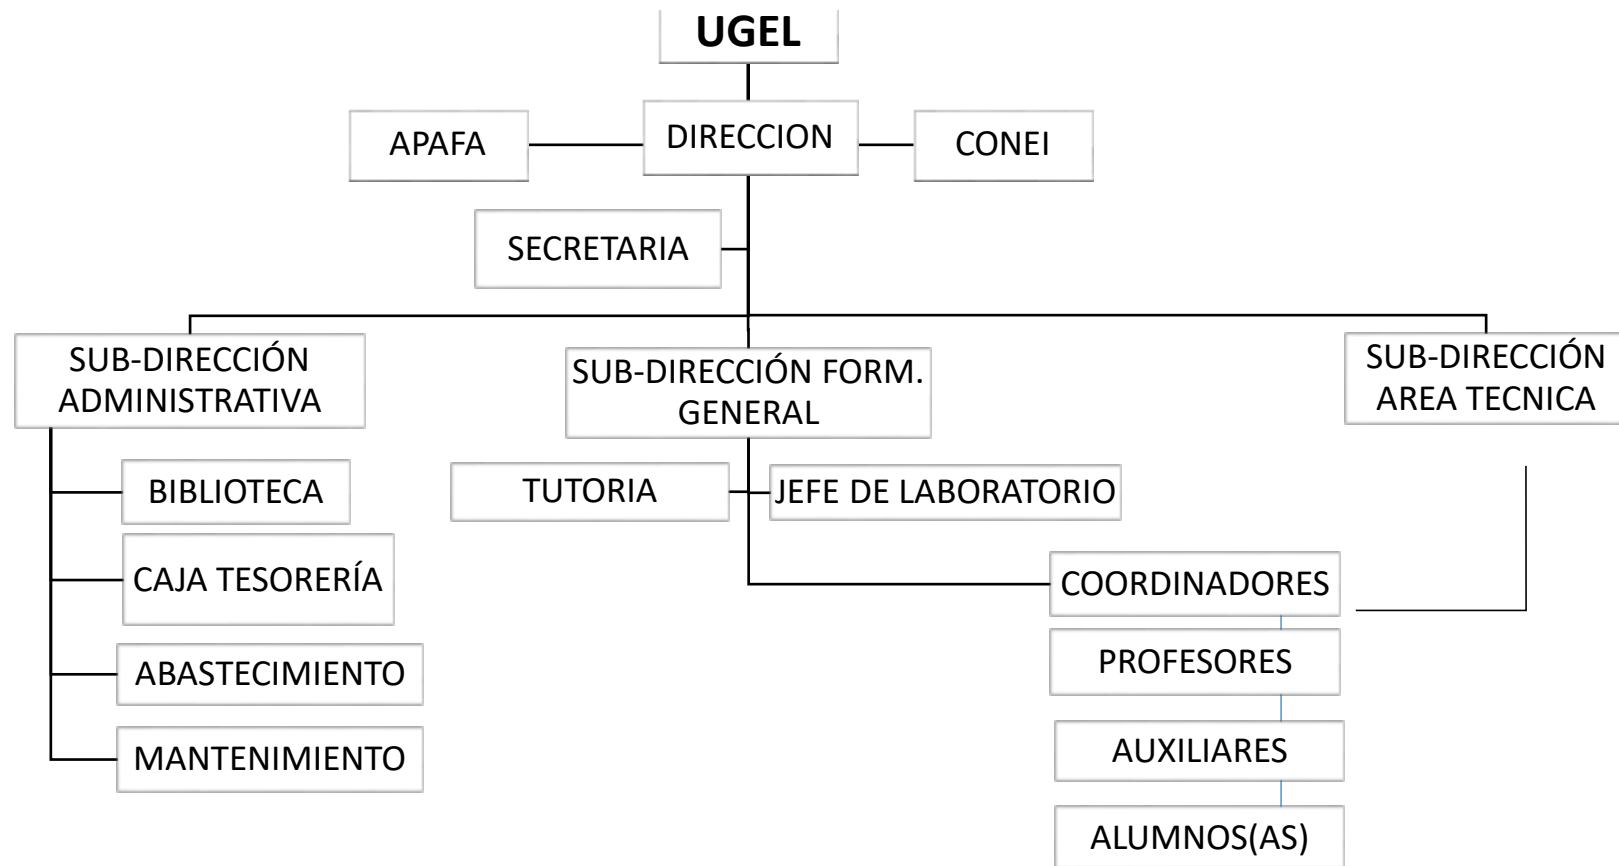 UGEL
APAFA
DIRECCION
CONEI
SECRETARIA
SUB-DIRECCIÓN
ADMINISTRATIVA
SUB-DIRECCIÓN FORM.
GENERAL
SUB-DIRECCIÓN
AREA TECNICA
BIBLIOTECA
TUTORIA
JEFE DE LABORATORIO
CAJA TESORERÍA
COORDINADORES
ABASTECIMIENTO
PROFESORES
MANTENIMIENTO
AUXILIARES
ALUMNOS(AS)